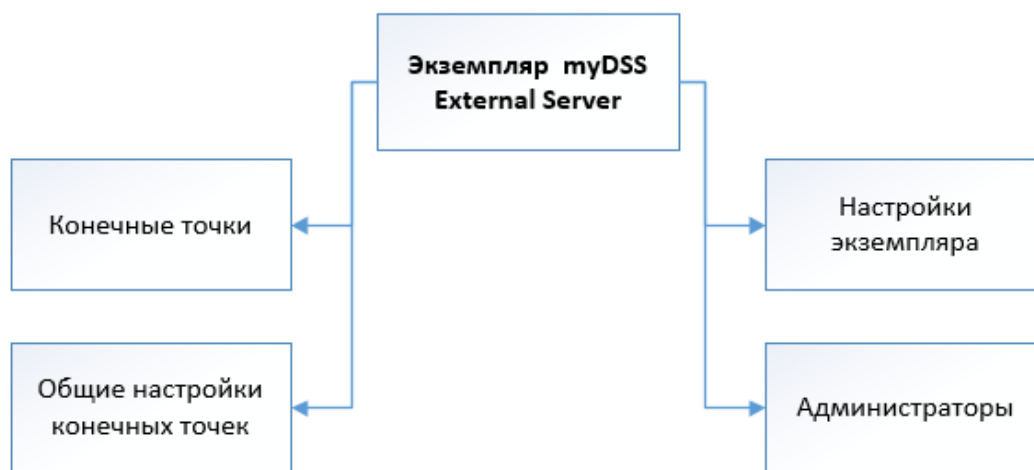 Экземпляр myDSS
External Server
Конечные точки
Настройки
экземпляра
Общие настройки
конечных точек
Администраторы